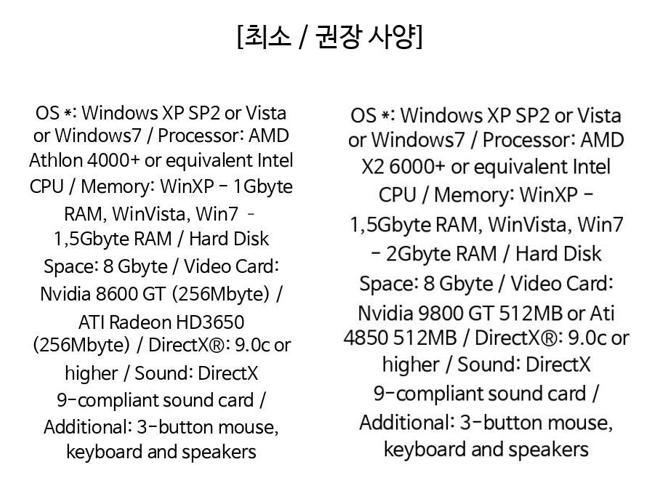 [최소 / 권장 사양]
OS *: Windows XP SP2 or Vista
or Windows7 / Processor: AMD
Athlon 4000+ or equivalent Intel
CPU / Memory: WinXP - 1Gbyte
RAM, WinVista, Win7 -
1,5Gbyte RAM / Hard Disk
Space: 8 Gbyte / Video Card:
Nvidia 8600 GT (256Mbyte) /
ATI Radeon HD3650
(256Mbyte) / DirectX®: 9.0c or
higher / Sound: DirectX
9-compliant sound card /
Additional: 3-button mouse,
keyboard and speakers
OS *: Windows XP SP2 or Vista
or Windows7 / Processor: AMD
X2 6000+ or equivalent Intel
CPU / Memory: WinXP -
1,5Gbyte RAM, WinVista, Win7
- 2Gbyte RAM / Hard Disk
Space: 8 Gbyte / Video Card:
Nvidia 9800 GT 512MB or Ati
4850 512MB / DirectX®: 9.0c or
higher / Sound: DirectX
9-compliant sound card /
Additional: 3-button mouse,
keyboard and speakers